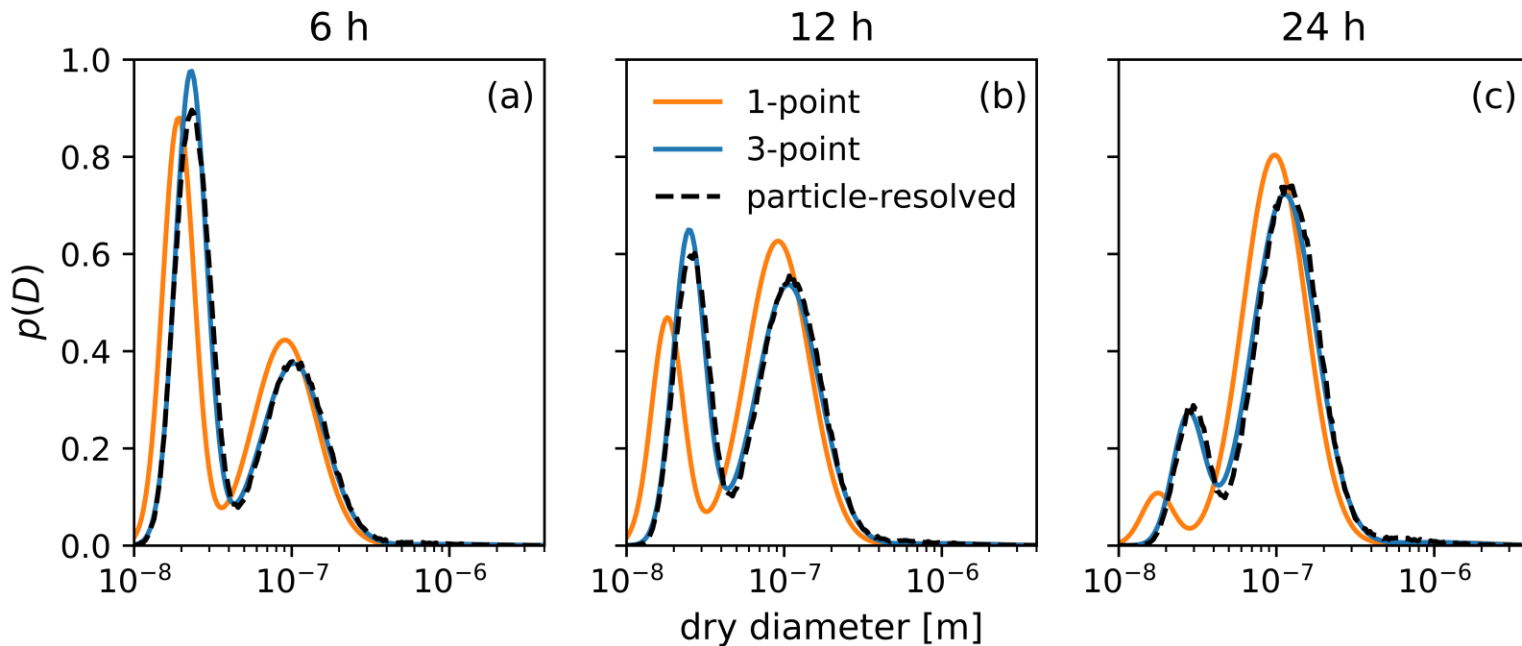 6 h 12 h 24 h
1.0 (a) (b) (c)
1-point
0.8 3-point
particle-resolved
0.6
p(D)
0.4
0.2
0.0
10⁻⁸ 10⁻⁷ 10⁻⁶ 10⁻⁸ 10⁻⁷ 10⁻⁶ 10⁻⁸ 10⁻⁷ 10⁻⁶
dry diameter [m]